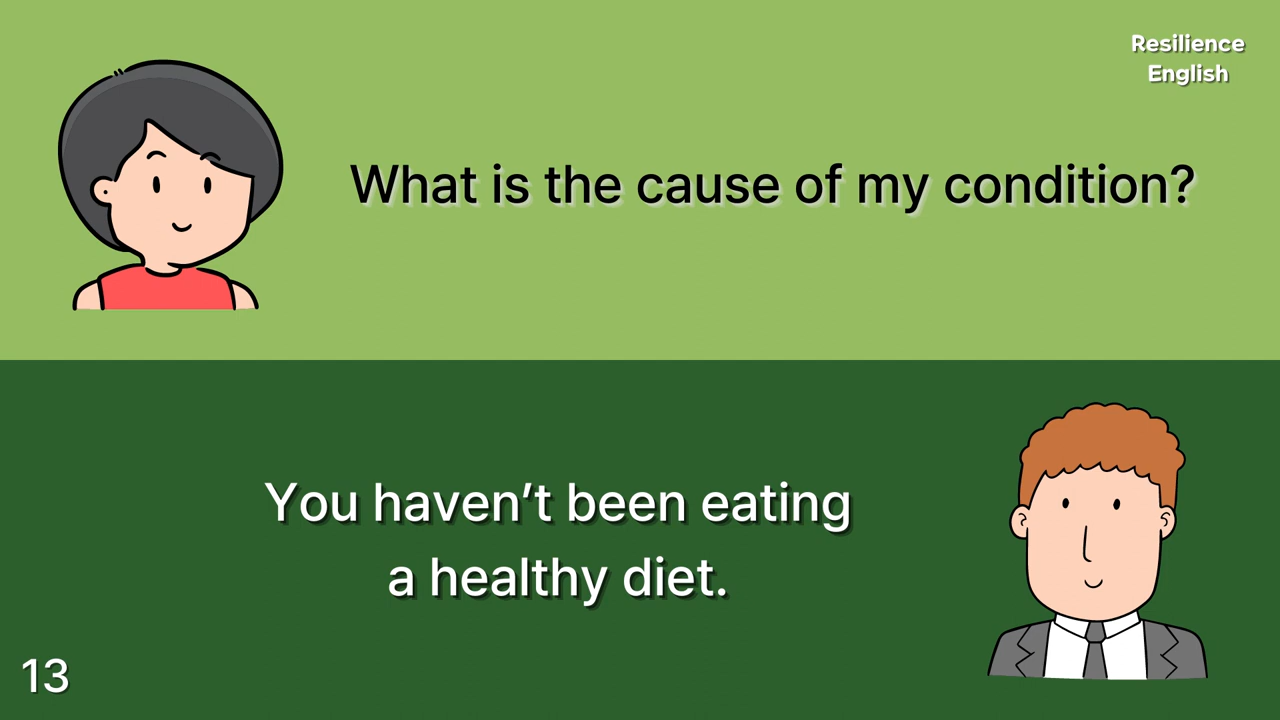 Resilience
English
What is the cause of my condition?
You haven’t been eating
a healthy diet.
13